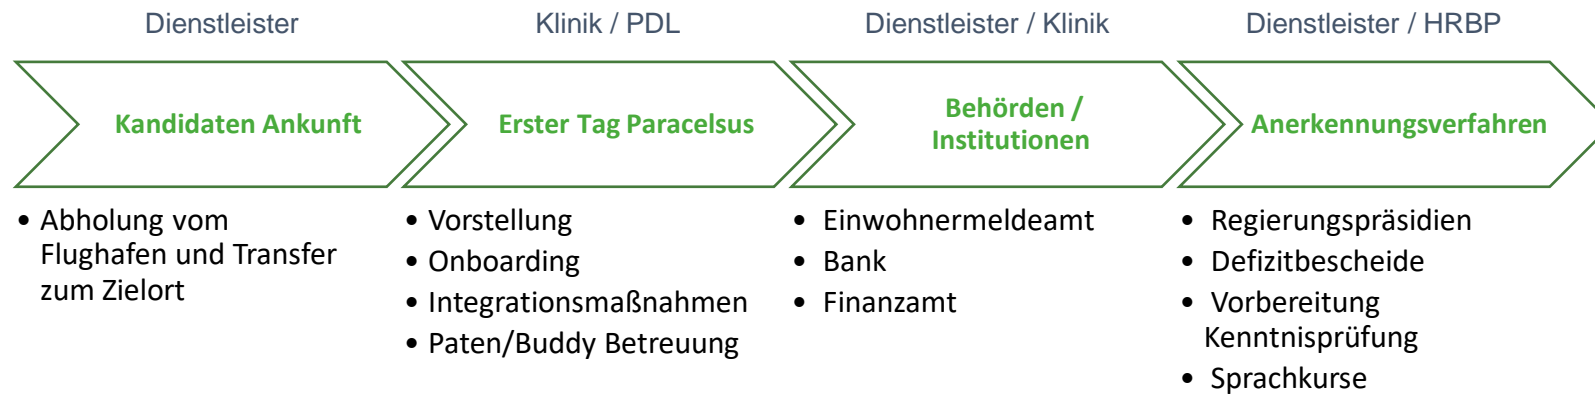 Dienstleister
Klinik / PDL
Dienstleister / Klinik
Dienstleister / HRBP
Kandidaten Ankunft
Erster Tag Paracelsus
Behörden /
Institutionen
Anerkennungsverfahren
• Abholung vom
Flughafen und Transfer
zum Zielort
• Vorstellung
• Onboarding
• Integrationsmaßnahmen
• Paten/Buddy Betreuung
• Einwohnermeldeamt
• Bank
• Finanzamt
• Regierungspräsidien
• Defizitbescheide
• Vorbereitung
Kenntnisprüfung
• Sprachkurse